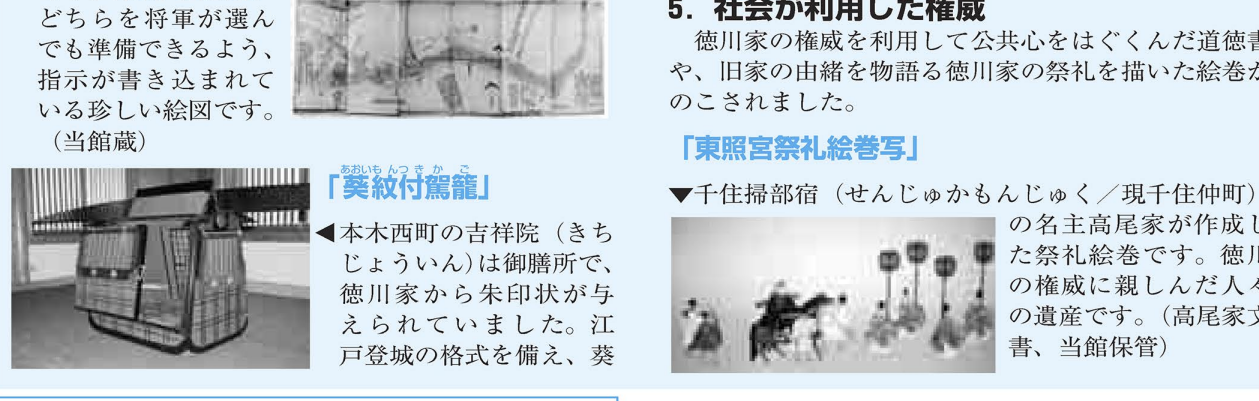 どちらを将軍が選ん
でも準備できるよう、
指示が書き込まれて
いる珍しい絵図です。
（当館蔵）
あおいもんつきかご
「葵紋付駕籠」
◀本木西町の吉祥院（きち
じょういん）は御膳所で、
徳川家から朱印状が与
えられていました。江
戸登城の格式を備え、葵
5．社会が利用した権威
徳川家の権威を利用して公共心をはぐくんだ道徳書
や、旧家の由緒を物語る徳川家の祭礼を描いた絵巻が
のこされました。
「東照宮祭礼絵巻写」
▼千住掃部宿（せんじゅかもんじゅく／現千住仲町）
の名主高尾家が作成し
た祭礼絵巻です。徳川
の権威に親しんだ人々
の遺産です。（高尾家文
書、当館保管）